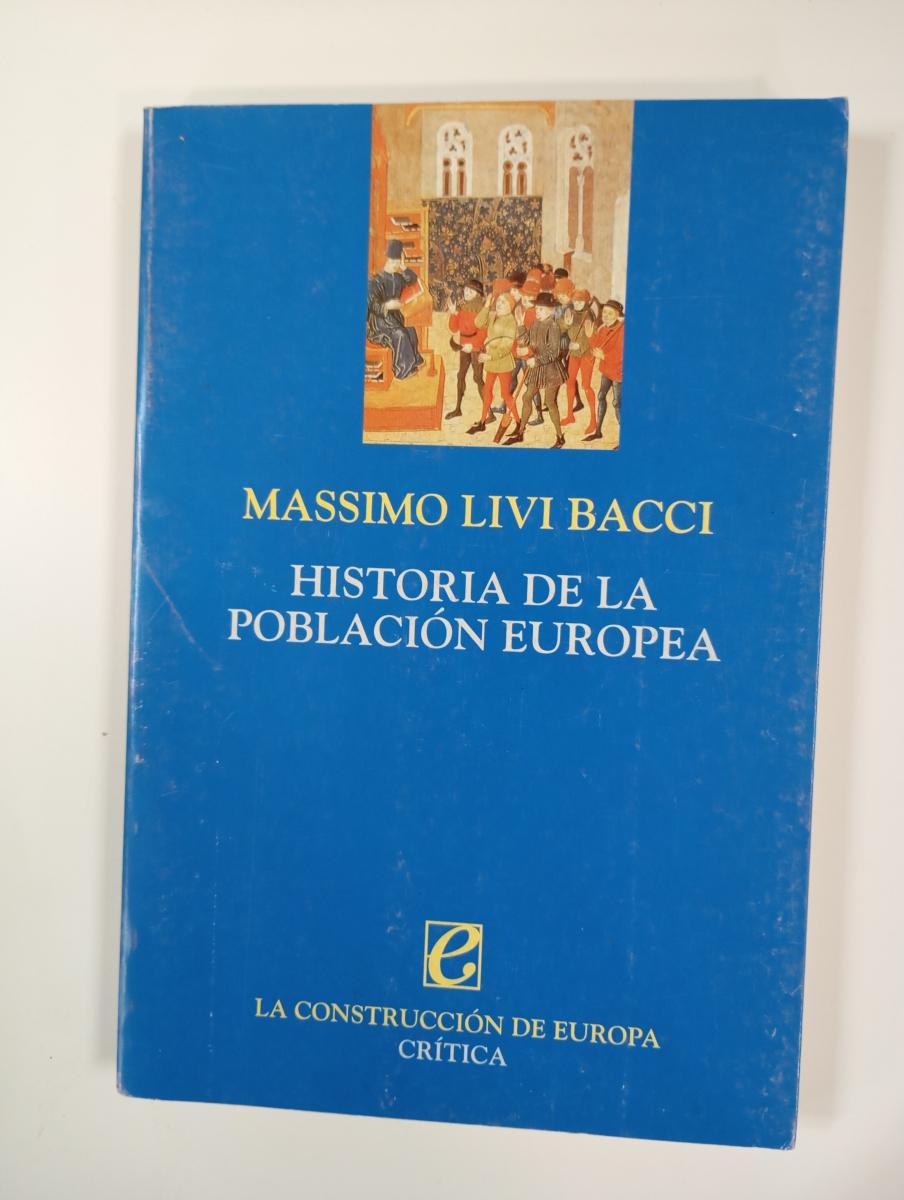 MASSIMO LIVI BACCI
HISTORIA DE LA
POBLACIÓN EUROPEA
e
LA CONSTRUCCIÓN DE EUROPA
CRÍTICA